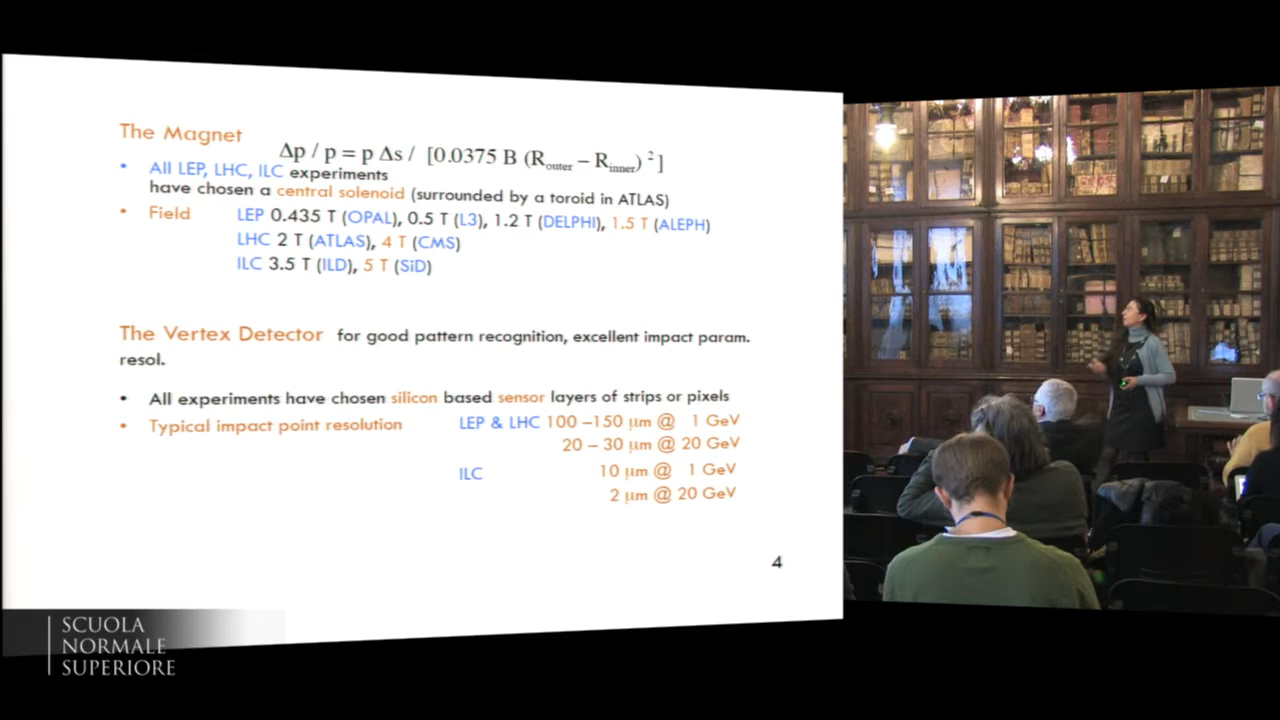 The Magnet
Δp / p = p Δs / [0.0375 B (Router – Rinner) ²]
• All LEP, LHC, ILC experiments
have chosen a central solenoid (surrounded by a toroid in ATLAS)
• Field LEP 0.435 T (OPAL), 0.5 T (L3), 1.2 T (DELPHI), 1.5 T (ALEPH)
LHC 2 T (ATLAS), 4 T (CMS)
ILC 3.5 T (ILD), 5 T (SiD)
The Vertex Detector for good pattern recognition, excellent impact param.
resol.
• All experiments have chosen silicon based sensor layers of strips or pixels
• Typical impact point resolution LEP & LHC 100 –150 µm @ 1 GeV
20 – 30 µm @ 20 GeV
ILC 10 µm @ 1 GeV
2 µm @ 20 GeV
4
SCUOLA
NORMALE
SUPERIORE